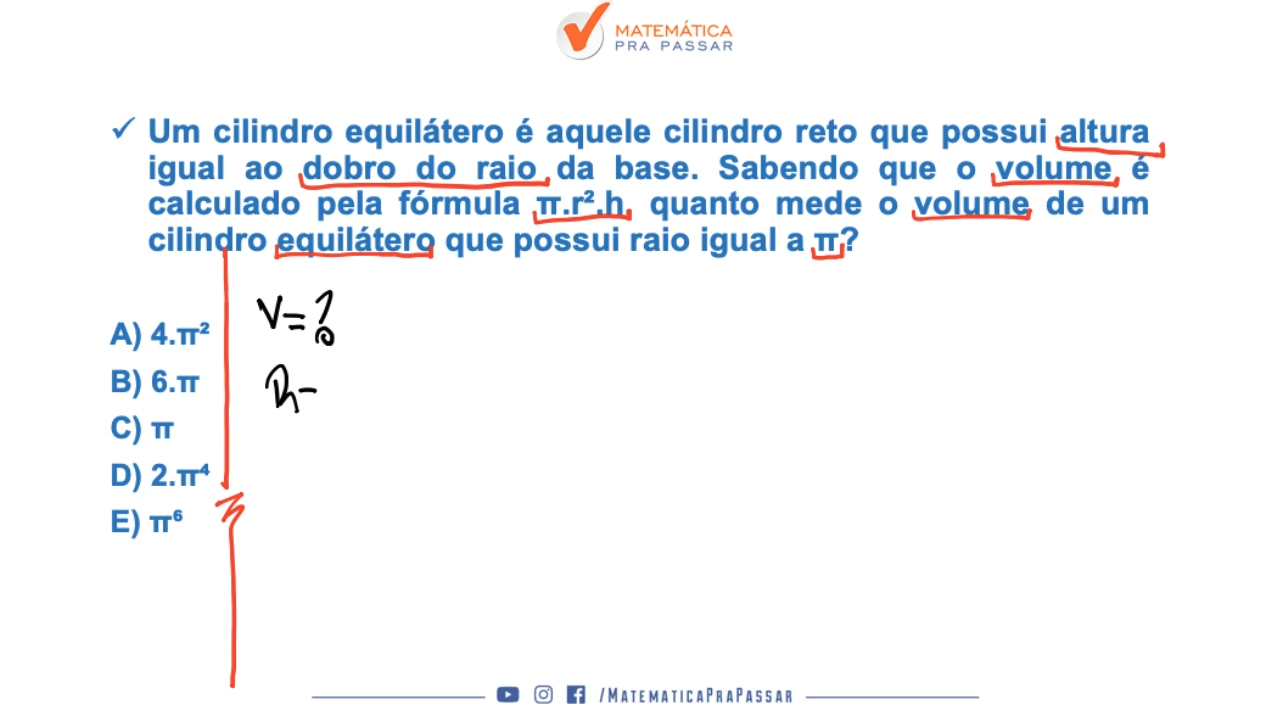 MATEMÁTICA
PRA PASSAR
✓ Um cilindro equilátero é aquele cilindro reto que possui altura
igual ao dobro do raio da base. Sabendo que o volume é
calculado pela fórmula π.r².h, quanto mede o volume de um
cilindro equilátero que possui raio igual a π?
V=?
A) 4.π²
B) 6.π
R=
C) π
D) 2.π⁴
E) π⁶
/MATEMATICAPRAPASSAR